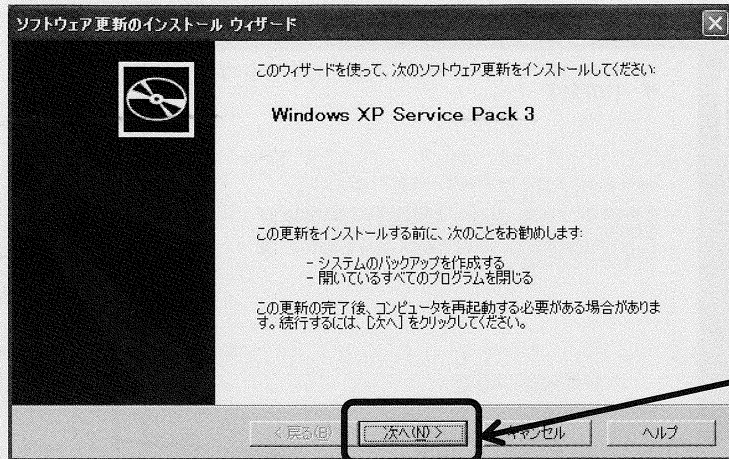 ソフトウェア更新のインストール ウィザード
このウィザードを使って、次のソフトウェア更新をインストールしてください:
Windows XP Service Pack 3
この更新をインストールする前に、次のことをお勧めします:
- システムのバックアップを作成する
- 開いているすべてのプログラムを閉じる
この更新の完了後、コンピュータを再起動する必要がある場合がありま
す。続行するには、[次へ] をクリックしてください。
< 戻る(B)
次へ(N) >
キャンセル
ヘルプ